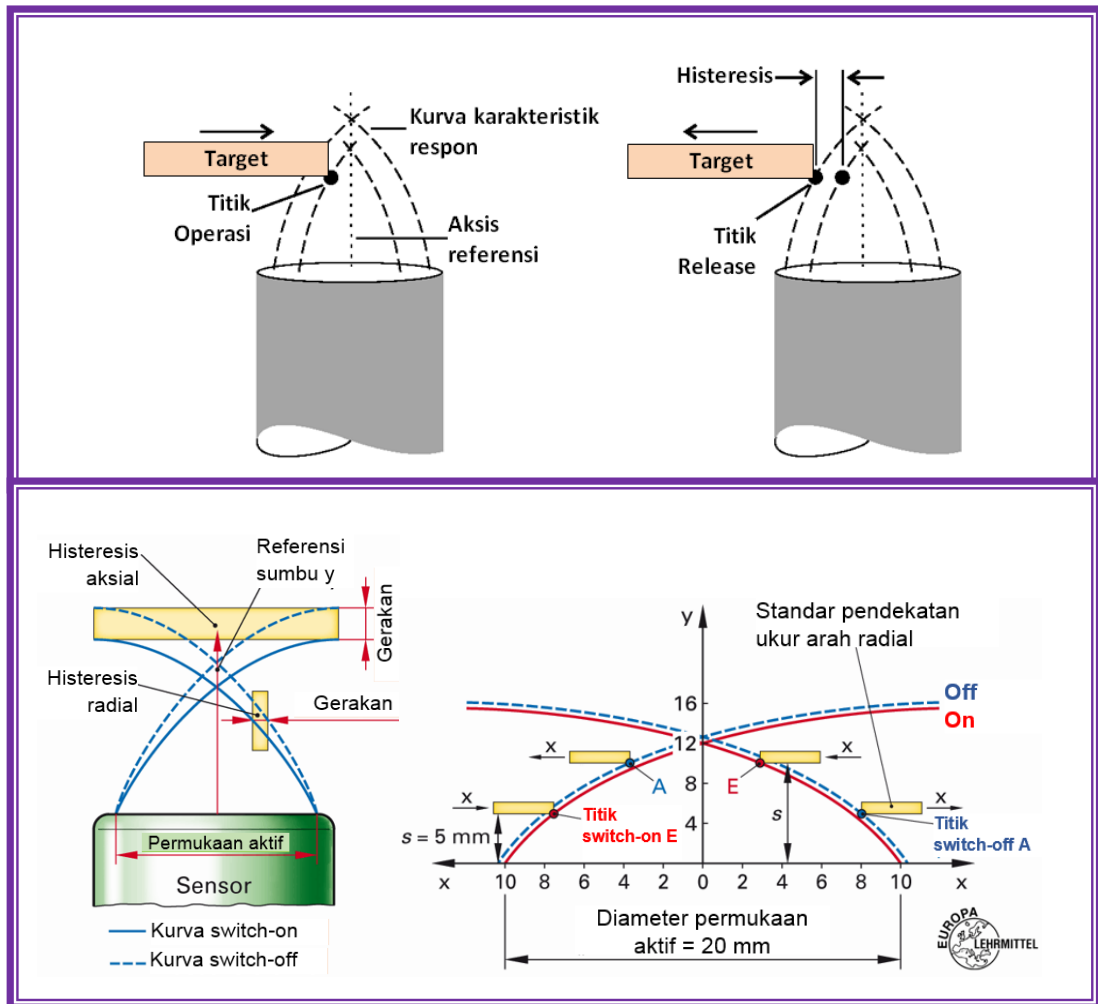 Histeresis
Kurva karakteristik
respon
Target
Titik
Operasi
Aksis
referensi
Target
Titik
Release
Histeresis
aksial
Referensi
sumbu y
Gerakan
Histeresis
radial
Gerakan
Permukaan aktif
Sensor
Kurva switch-on
Kurva switch-off
Standar pendekatan
ukur arah radial
y
Off
On
16
12
8
4
x
x
A
E
s
x
x
s = 5 mm
Titik
switch-on E
Titik
switch-off A
x
10
8
6
4
2
0
2
4
6
8
10
x
Diameter permukaan
aktif = 20 mm
EUROPA
LEHRMITTEL